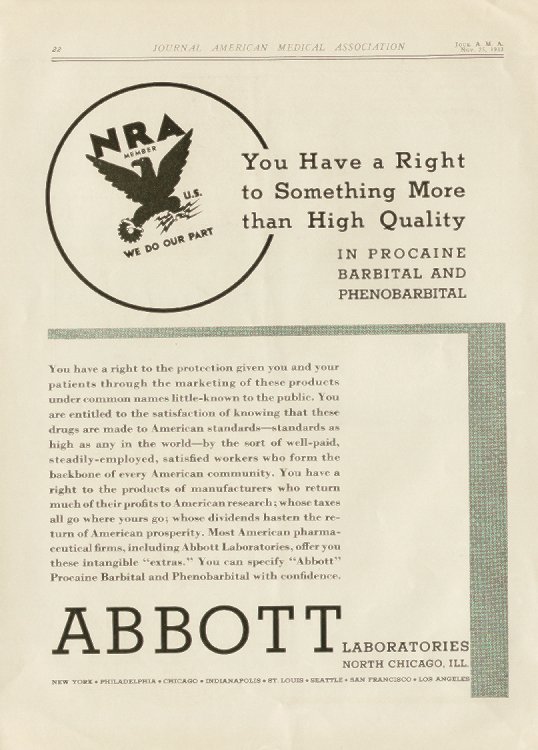 22
JOURNAL AMERICAN MEDICAL ASSOCIATION
Jour. A. M. A.
Nov. 25, 1933
NRA
MEMBER
U.S.
WE DO OUR PART
You Have a Right
to Something More
than High Quality
IN PROCAINE
BARBITAL AND
PHENOBARBITAL
You have a right to the protection given you and your
patients through the marketing of these products
under common names little-known to the public. You
are entitled to the satisfaction of knowing that these
drugs are made to American standards—standards as
high as any in the world—by the sort of well-paid,
steadily-employed, satisfied workers who form the
backbone of every American community. You have a
right to the products of manufacturers who return
much of their profits to American research; whose taxes
all go where yours go; whose dividends hasten the re-
turn of American prosperity. Most American pharma-
ceutical firms, including Abbott Laboratories, offer you
these intangible “extras.” You can specify “Abbott”
Procaine Barbital and Phenobarbital with confidence.
ABBOTT
LABORATORIES
NORTH CHICAGO, ILL.
NEW YORK • PHILADELPHIA • CHICAGO • INDIANAPOLIS • ST. LOUIS • SEATTLE • SAN FRANCISCO • LOS ANGELES